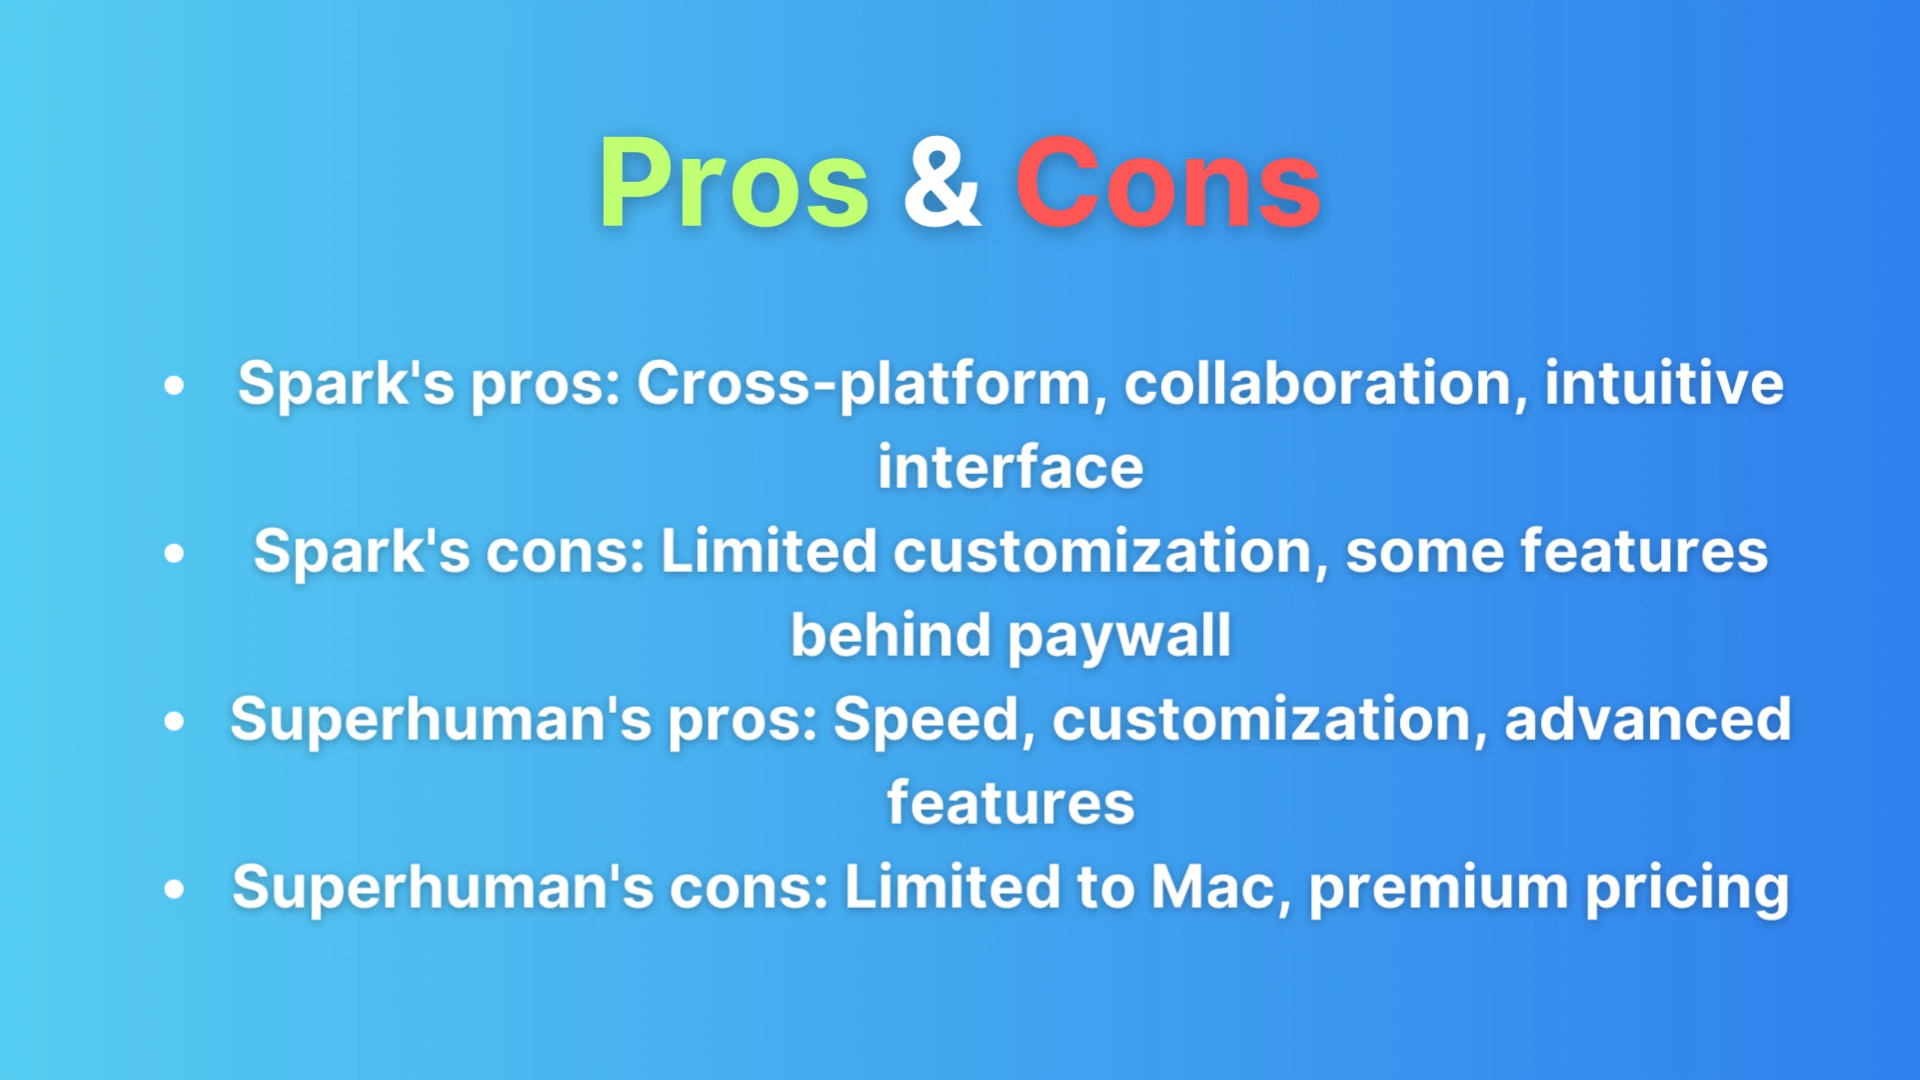 Pros & Cons
• Spark's pros: Cross-platform, collaboration, intuitive
interface
• Spark's cons: Limited customization, some features
behind paywall
• Superhuman's pros: Speed, customization, advanced
features
• Superhuman's cons: Limited to Mac, premium pricing